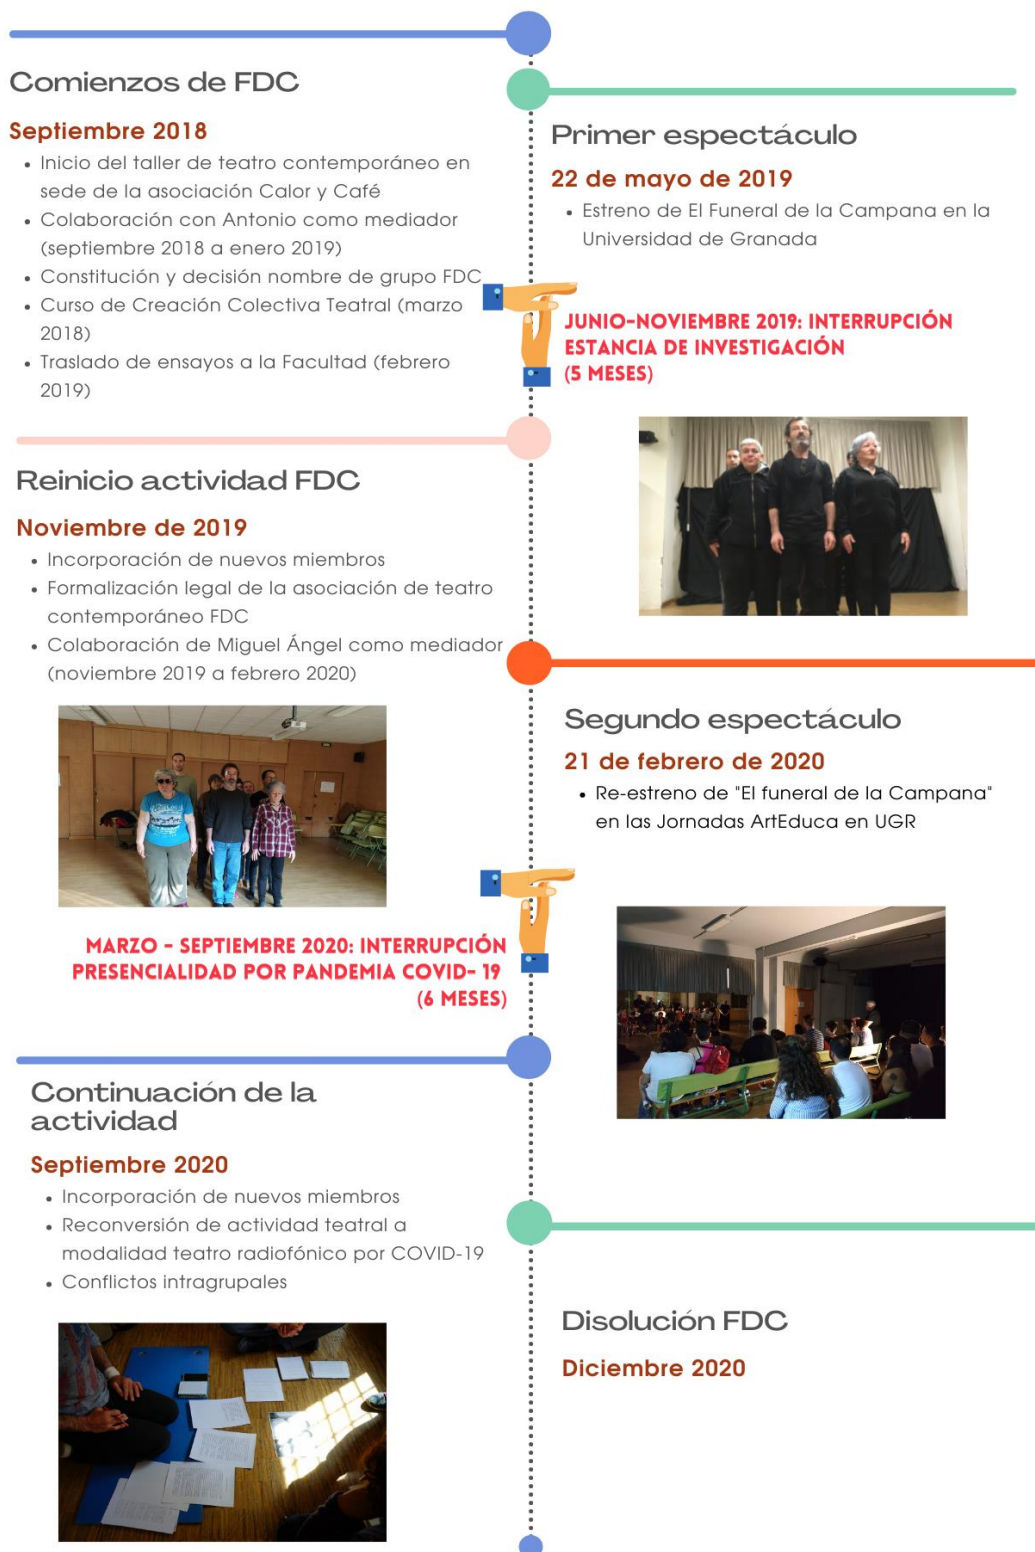 Comienzos de FDC
Septiembre 2018
• Inicio del taller de teatro contemporáneo en
sede de la asociación Calor y Café
• Colaboración con Antonio como mediador
(septiembre 2018 a enero 2019)
• Constitución y decisión nombre de grupo FDC
• Curso de Creación Colectiva Teatral (marzo
2018)
• Traslado de ensayos a la Facultad (febrero
2019)
Primer espectáculo
22 de mayo de 2019
• Estreno de El Funeral de la Campana en la
Universidad de Granada
JUNIO-NOVIEMBRE 2019: INTERRUPCIÓN
ESTANCIA DE INVESTIGACIÓN
(5 MESES)
Reinicio actividad FDC
Noviembre de 2019
• Incorporación de nuevos miembros
• Formalización legal de la asociación de teatro
contemporáneo FDC
• Colaboración de Miguel Ángel como mediador
(noviembre 2019 a febrero 2020)
Segundo espectáculo
21 de febrero de 2020
• Re-estreno de "El funeral de la Campana"
en las Jornadas ArtEduca en UGR
MARZO - SEPTIEMBRE 2020: INTERRUPCIÓN
PRESENCIALIDAD POR PANDEMIA COVID- 19
(6 MESES)
Continuación de la
actividad
Septiembre 2020
• Incorporación de nuevos miembros
• Reconversión de actividad teatral a
modalidad teatro radiofónico por COVID-19
• Conflictos intragrupales
Disolución FDC
Diciembre 2020